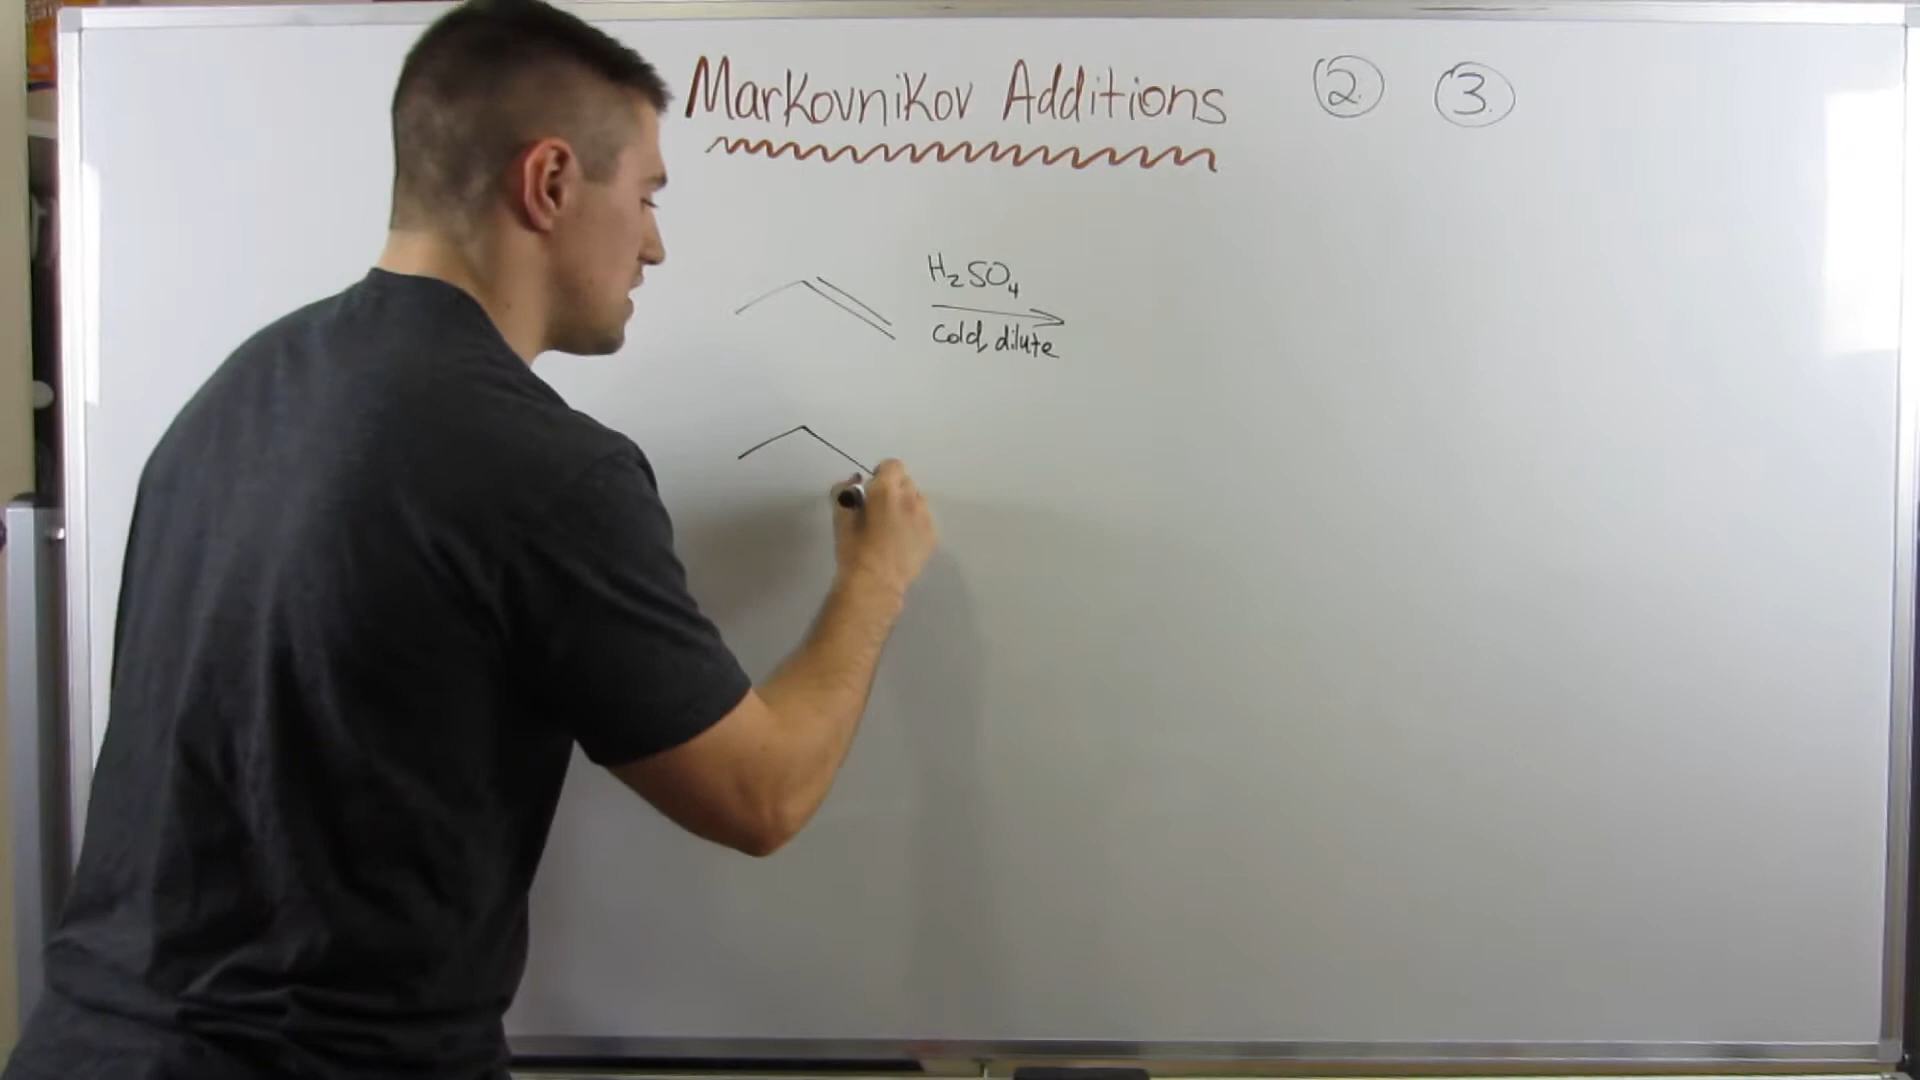 Markovnikov Additions 2. 3.
H₂SO₄
cold, dilute